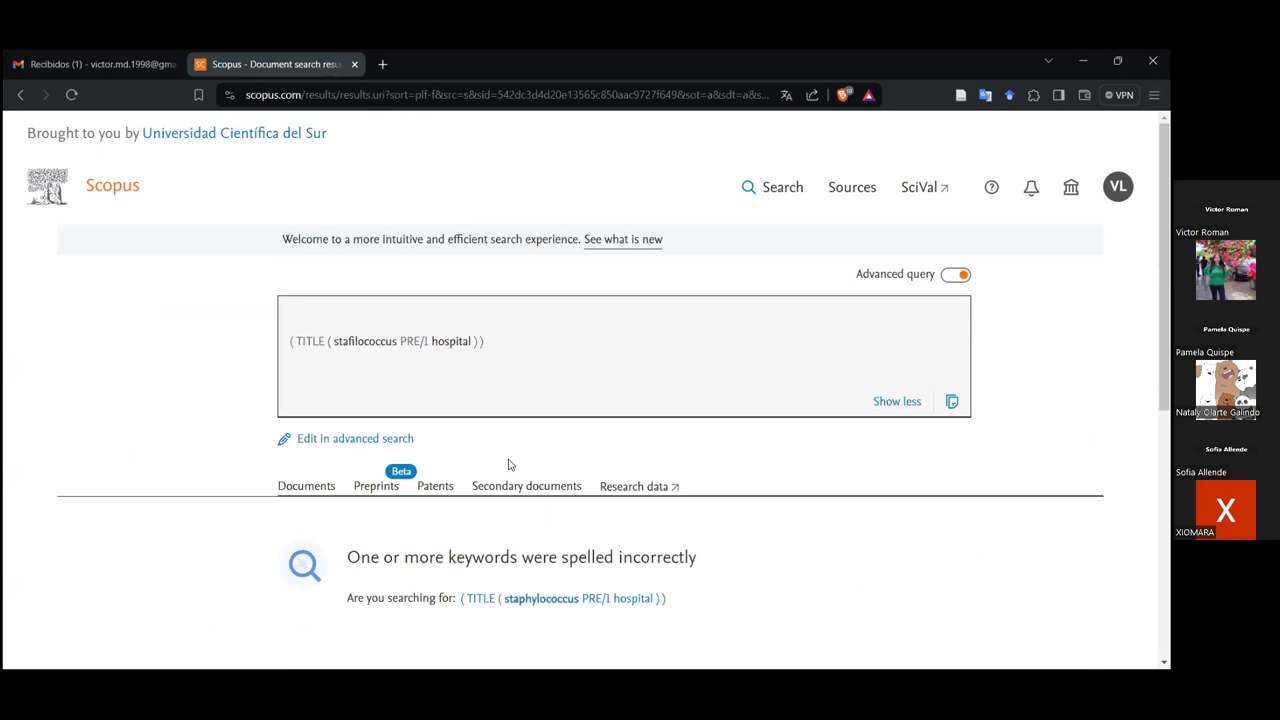 Recibidos (1) - victor.md.1998@gma
Scopus - Document search resu
scopus.com/results/results.uri?sort=plf-f&src=s&sid=542dc3d4d20e13565c850aac9727f649&sot=a&sdt=a&s...
VPN
Brought to you by Universidad Científica del Sur
Scopus
Search
Sources
SciVal
VL
Welcome to a more intuitive and efficient search experience. See what is new
Advanced query
( TITLE ( stafilococcus PRE/1 hospital ) )
Show less
Edit in advanced search
Beta
Documents
Preprints
Patents
Secondary documents
Research data
One or more keywords were spelled incorrectly
Are you searching for: ( TITLE ( staphylococcus PRE/1 hospital ) )
Victor Roman
Victor Roman
Pamela Quispe
Pamela Quispe
Nataly Olarte Galindo
Sofia Allende
Sofia Allende
X
XIOMARA